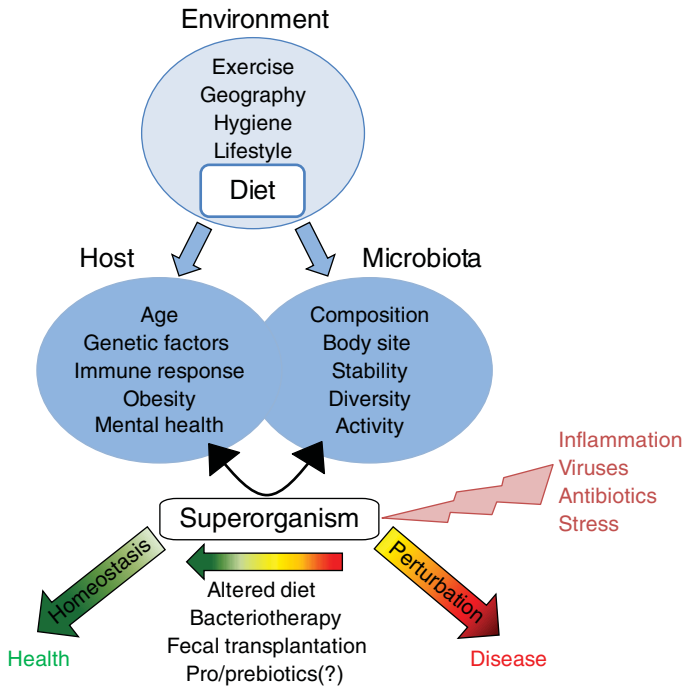 Environment
Exercise
Geography
Hygiene
Lifestyle
Diet
Host
Microbiota
Age
Genetic factors
Immune response
Obesity
Mental health
Composition
Body site
Stability
Diversity
Activity
Inflammation
Viruses
Antibiotics
Stress
Superorganism
Homeostasis
Perturbation
Altered diet
Bacteriotherapy
Fecal transplantation
Pro/prebiotics(?)
Health
Disease